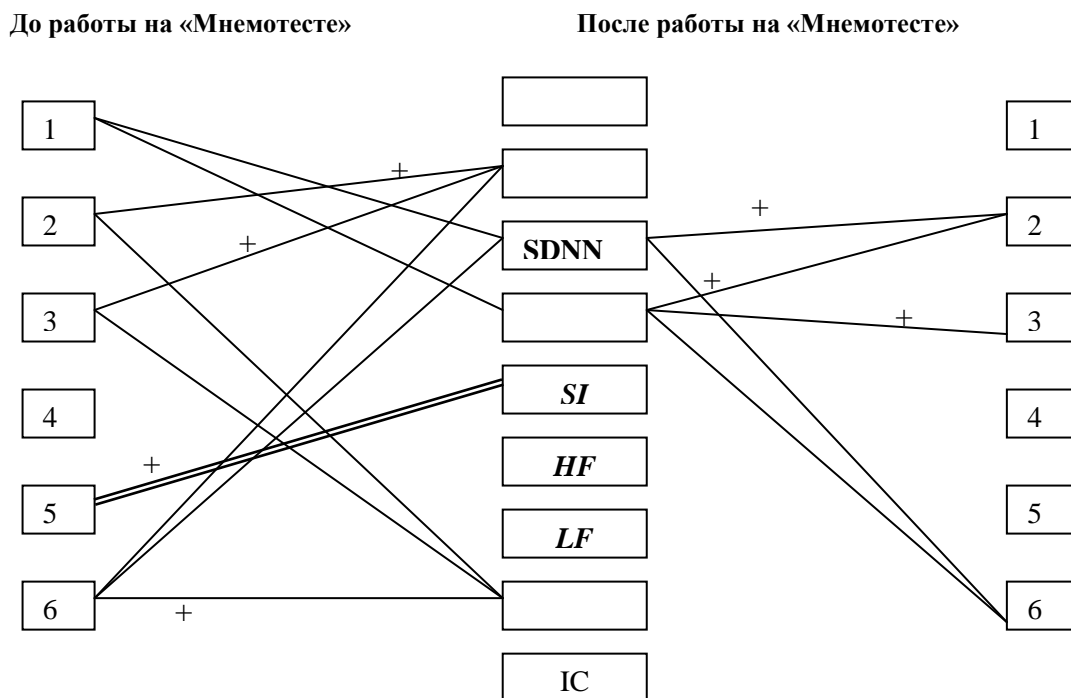 До работы на «Мнемотесте» После работы на «Мнемотесте»
1 1
+
2 + 2
+ SDNN
3 + + 3
4 SI 4
+ HF
5 LF 5
6 + 6
IC